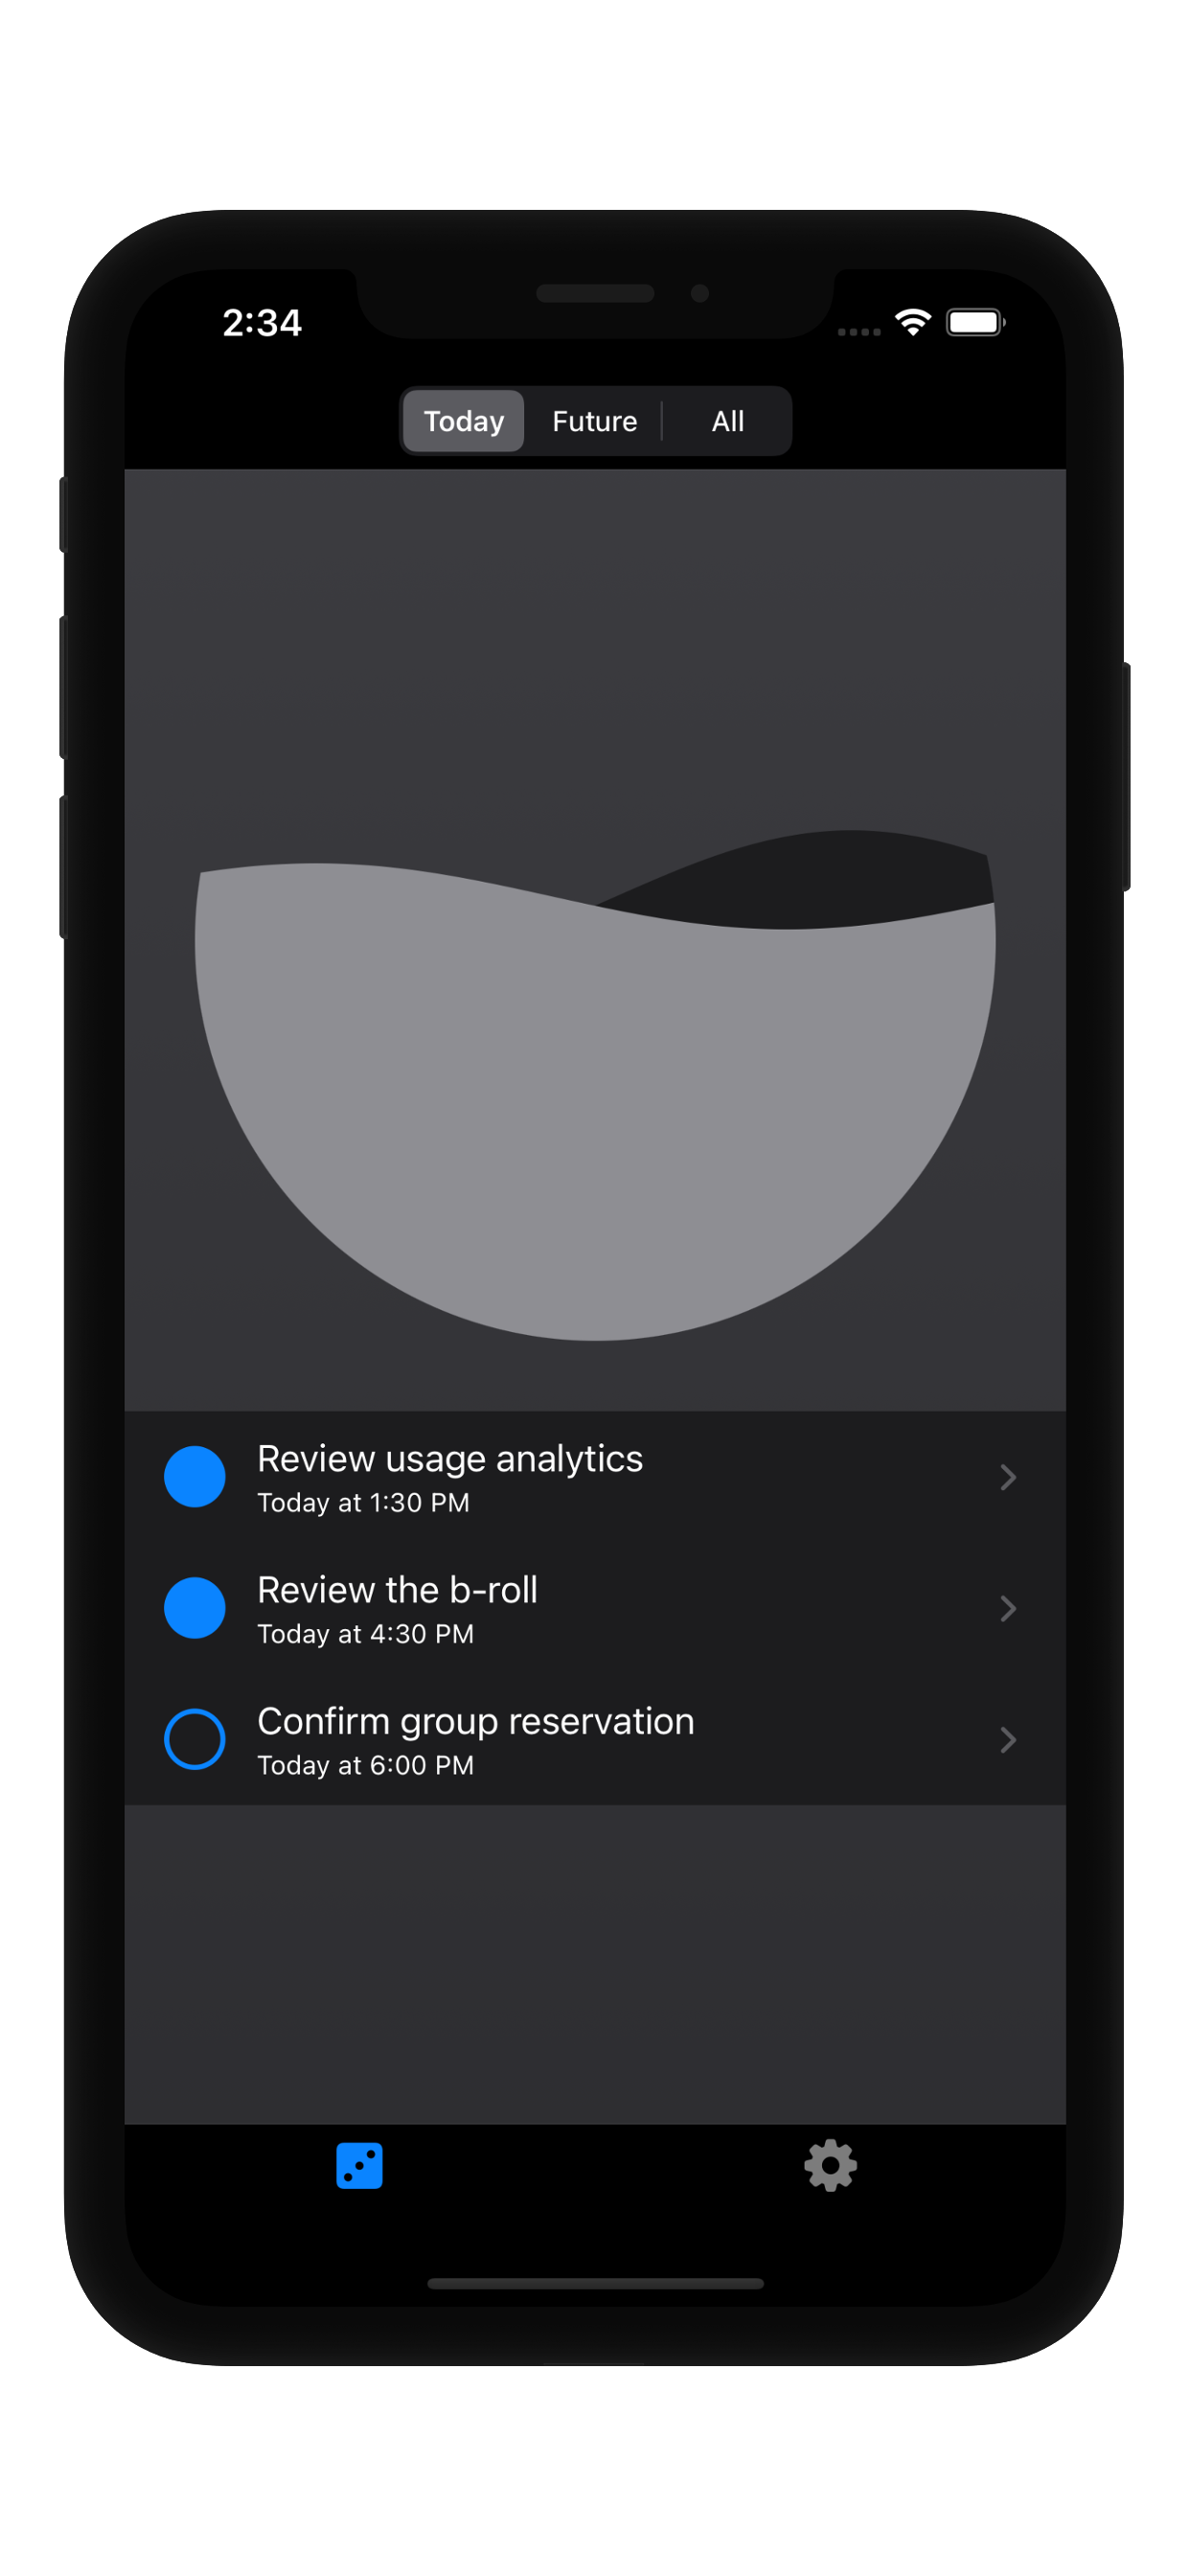 2:34
Today Future All
Review usage analytics
Today at 1:30 PM
Review the b-roll
Today at 4:30 PM
Confirm group reservation
Today at 6:00 PM